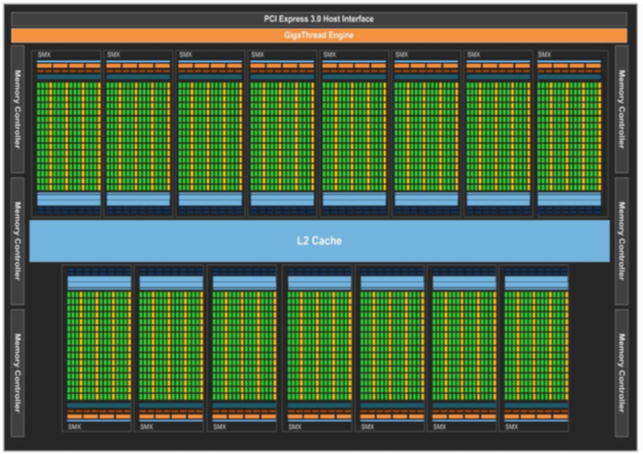 PCI Express 3.0 Host Interface
GigaThread Engine
SMX SMX SMX SMX SMX SMX SMX SMX
Memory Controller
Memory Controller
Memory Controller
Memory Controller
L2 Cache
Memory Controller
Memory Controller
SMX SMX SMX SMX SMX SMX SMX